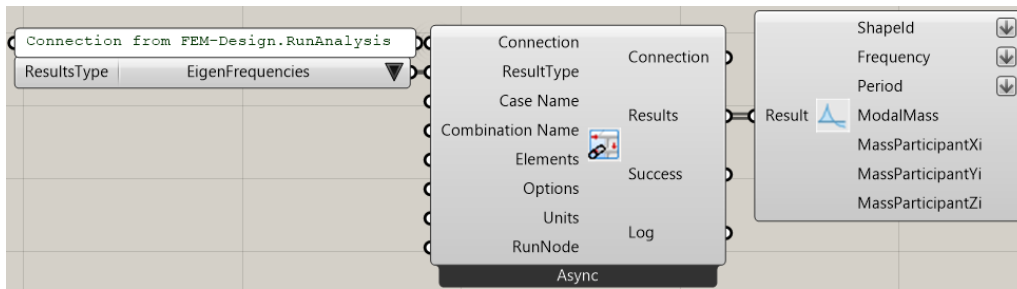 Connection from FEM-Design.RunAnalysis
ResultsType EigenFrequencies
Connection
ResultType
Case Name
Combination Name
Elements
Options
Units
RunNode
Connection
Results
Success
Log
Async
Result
ShapeId
Frequency
Period
ModalMass
MassParticipantXi
MassParticipantYi
MassParticipantZi